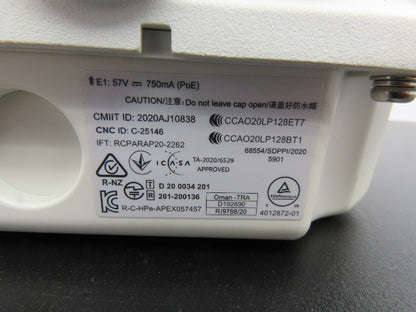 E1: 57V ⎓ 750mA (PoE)
CAUTION/注意: Do not leave cap open/请盖好防水帽
CMIIT ID: 2020AJ10838
CCAO20LP128ET7
CNC ID: C-25146
CCAO20LP128BT1
IFT: RCPARAP20-2262
68554/SDPPI/2020
5901
ICASA
TA-2020/6529
APPROVED
R-NZ
T D 20 0034 201
R 201-200136
Oman -TRA
D192690
R/9788/20
R-C-HPe-APEX057457
C US
4012872-01